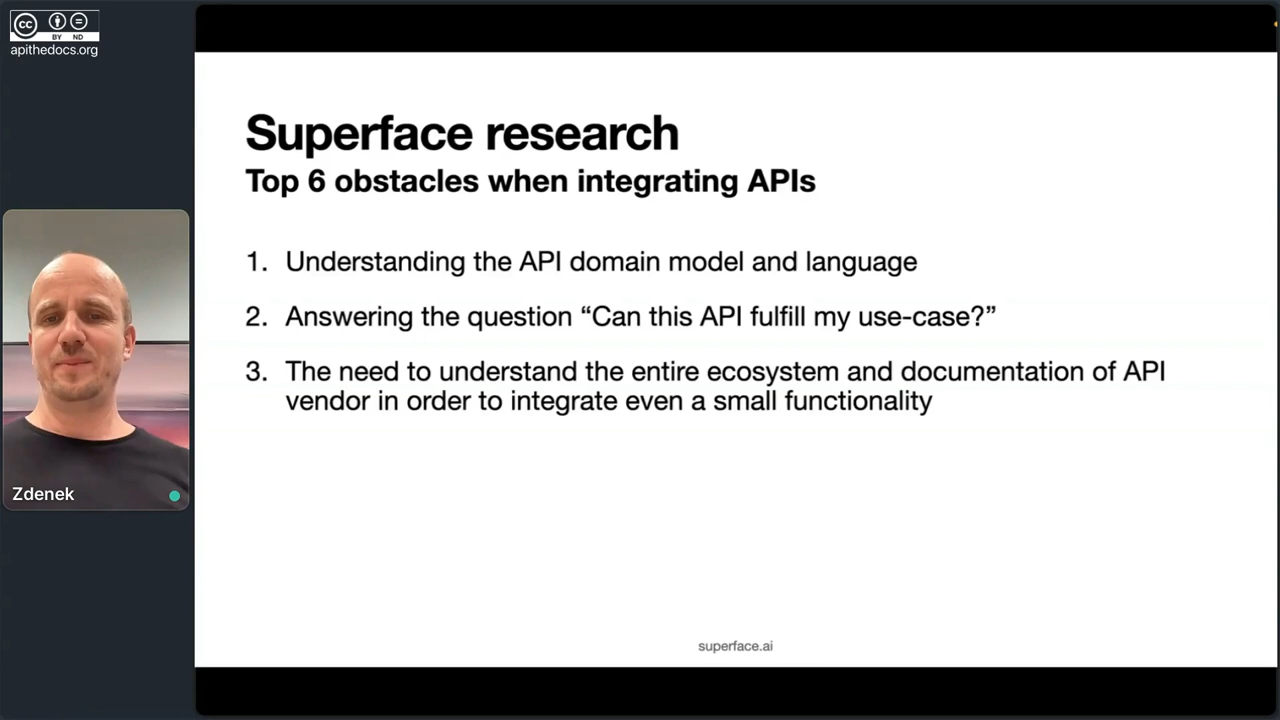 CC
BY ND
apithedocs.org
Superface research
Top 6 obstacles when integrating APIs
1. Understanding the API domain model and language
2. Answering the question “Can this API fulfill my use-case?”
3. The need to understand the entire ecosystem and documentation of API
vendor in order to integrate even a small functionality
Zdenek
superface.ai